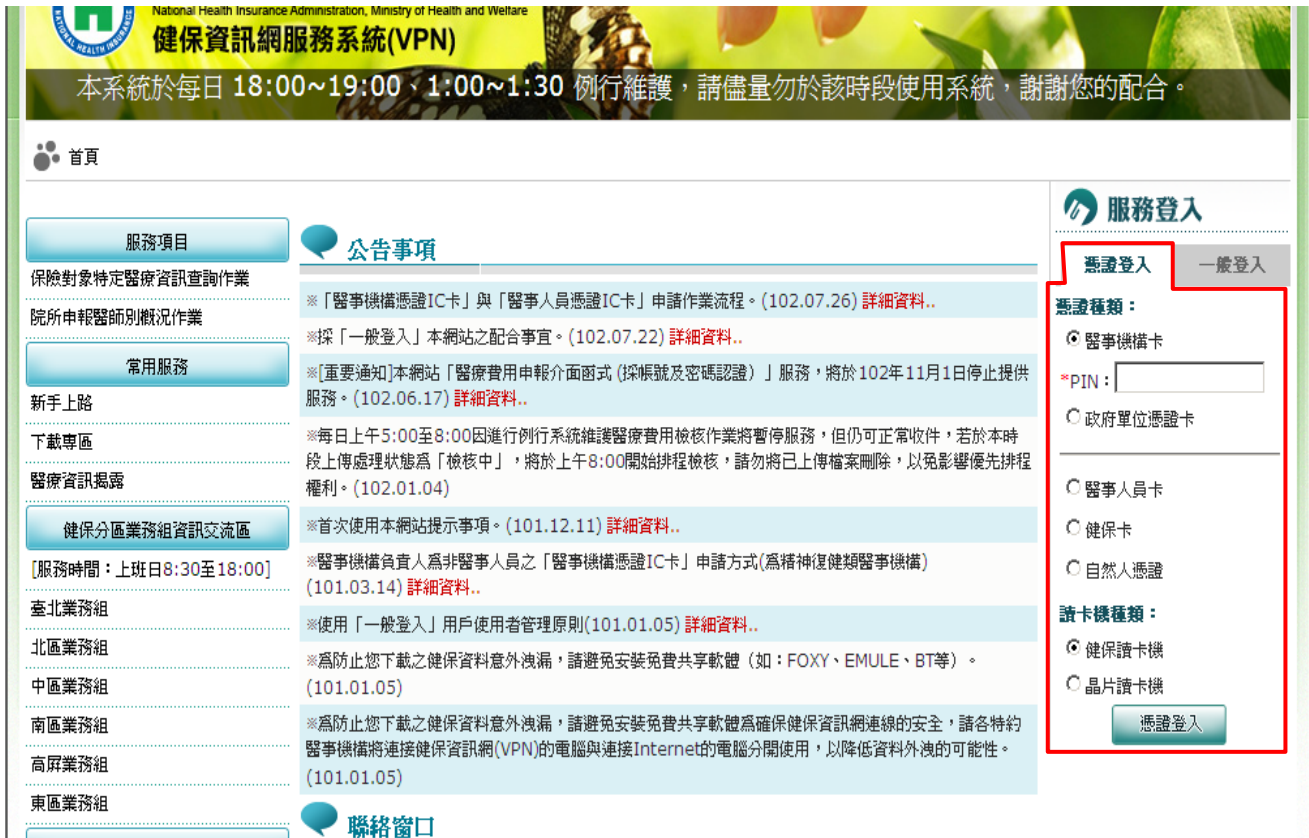 National Health Insurance Administration, Ministry of Health and Welfare
健保資訊網服務系統(VPN)
本系統於每日 18:00~19:00、1:00~1:30 例行維護，請儘量勿於該時段使用系統，謝謝您的配合。
首頁
服務項目
保險對象特定醫療資訊查詢作業
院所申報醫師別概況作業
常用服務
新手上路
下載專區
醫療資訊揭露
健保分區業務組資訊交流區
[服務時間：上班日8:30至18:00]
臺北業務組
北區業務組
中區業務組
南區業務組
高屏業務組
東區業務組
公告事項
※「醫事機構憑證IC卡」與「醫事人員憑證IC卡」申請作業流程。(102.07.26) 詳細資料..
※採「一般登入」本網站之配合事宜。(102.07.22) 詳細資料..
※[重要通知]本網站「醫療費用申報介面函式 (採帳號及密碼認證) 」服務，將於102年11月1日停止提供
服務。(102.06.17) 詳細資料..
※每日上午5:00至8:00因進行例行系統維護醫療費用檢核作業將暫停服務，但仍可正常收件，若於本時
段上傳處理狀態為「檢核中」，將於上午8:00開始排程檢核，請勿將已上傳檔案刪除，以免影響優先排程
權利。(102.01.04)
※首次使用本網站提示事項。(101.12.11) 詳細資料..
※醫事機構負責人為非醫事人員之「醫事機構憑證IC卡」申請方式(為精神復健類醫事機構)
(101.03.14) 詳細資料..
※使用「一般登入」用戶使用者管理原則(101.01.05) 詳細資料..
※為防止您下載之健保資料意外洩漏，請避免安裝免費共享軟體（如：FOXY、EMULE、BT等）。
(101.01.05)
※為防止您下載之健保資料意外洩漏，請避免安裝免費共享軟體為確保健保資訊網連線的安全，請各特約
醫事機構將連接健保資訊網(VPN)的電腦與連接Internet的電腦分開使用，以降低資料外洩的可能性。
(101.01.05)
聯絡窗口
服務登入
憑證登入
一般登入
憑證種類：
醫事機構卡
*PIN：
政府單位憑證卡
醫事人員卡
健保卡
自然人憑證
讀卡機種類：
健保讀卡機
晶片讀卡機
憑證登入